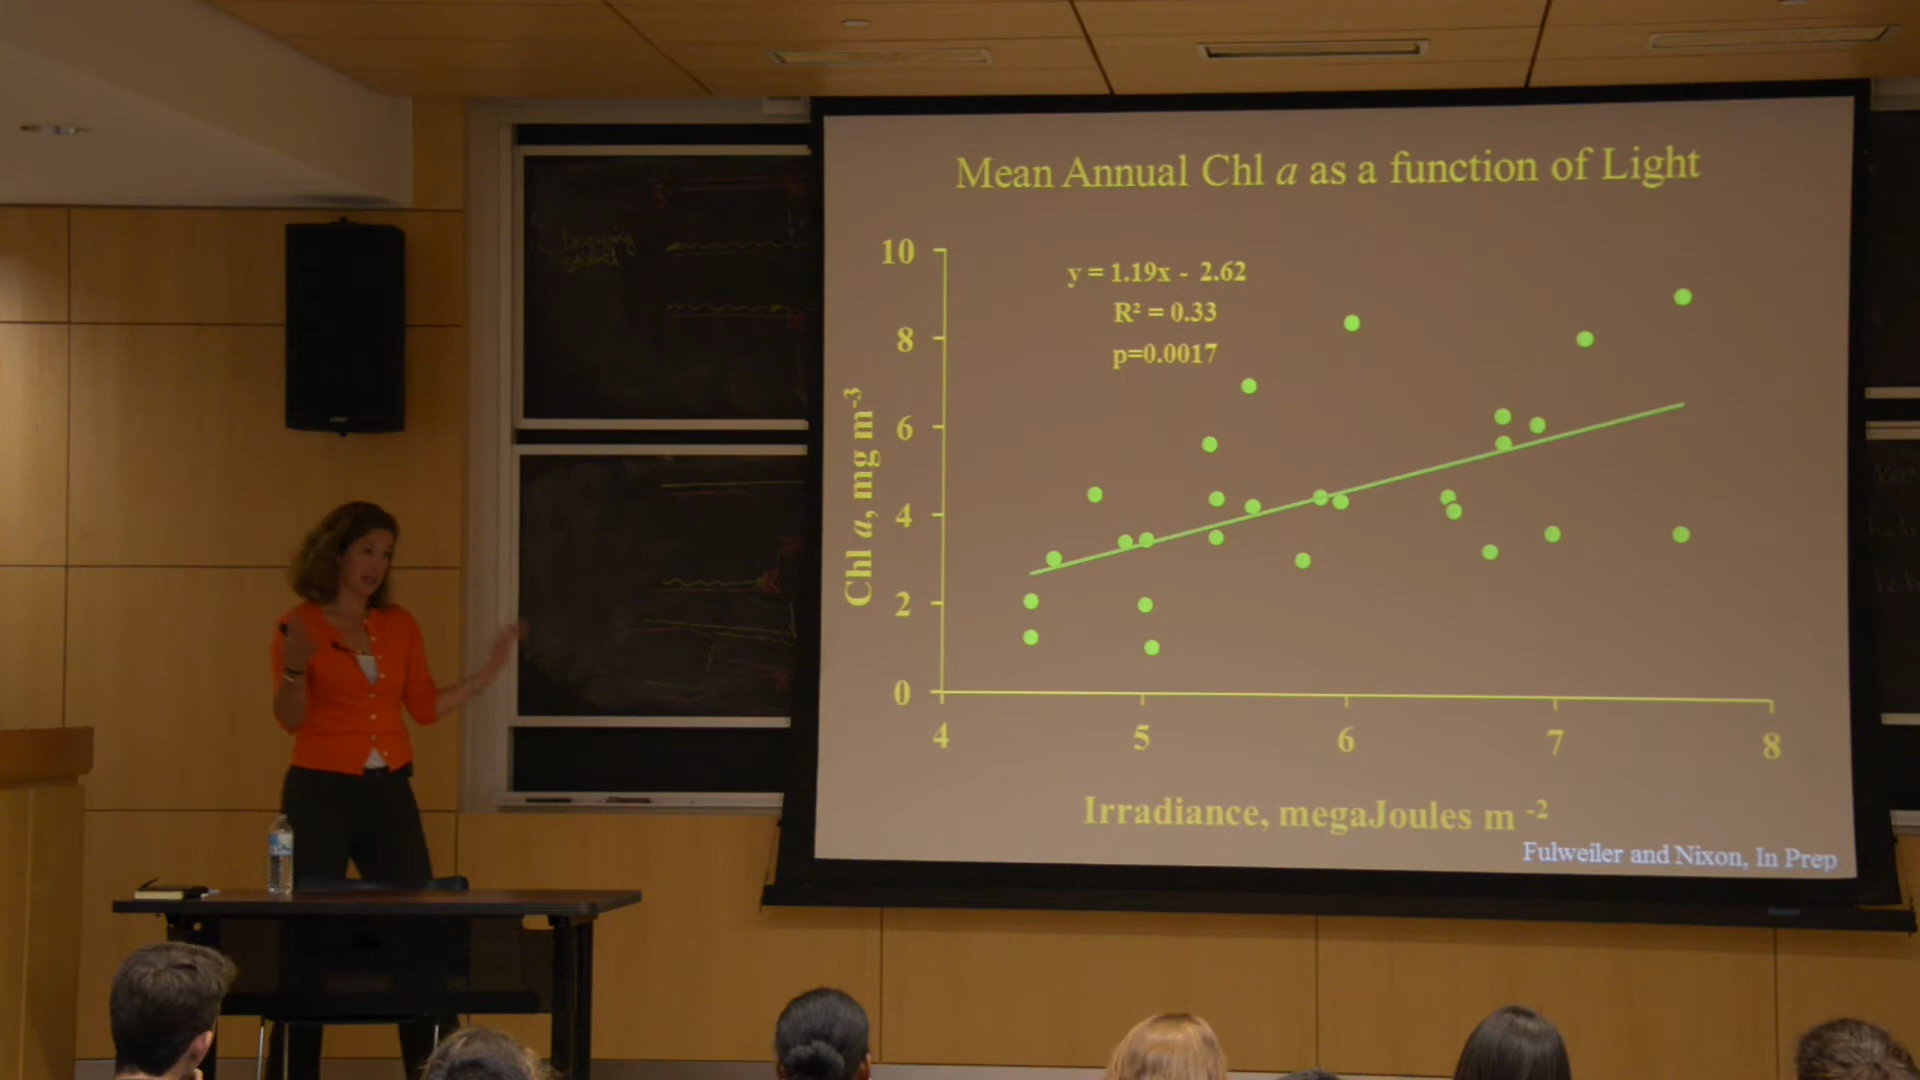 Mean Annual Chl a as a function of Light
y = 1.19x - 2.62
R² = 0.33
p=0.0017
10
8
6
4
2
0
Chl a, mg m-3
4 5 6 7 8
Irradiance, megaJoules m -2
Fulweiler and Nixon, In Prep